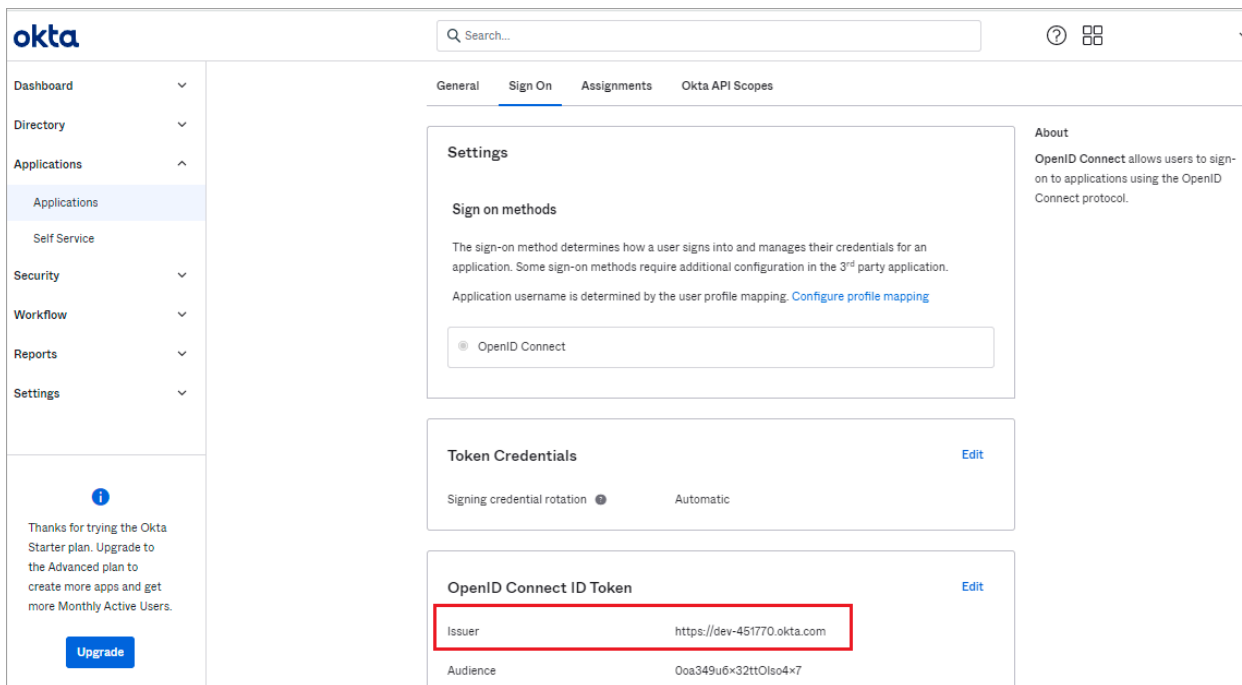 okta
Search...
Dashboard
Directory
Applications
Applications
Self Service
Security
Workflow
Reports
Settings
Thanks for trying the Okta
Starter plan. Upgrade to
the Advanced plan to
create more apps and get
more Monthly Active Users.
Upgrade
General Sign On Assignments Okta API Scopes
Settings
Sign on methods
The sign-on method determines how a user signs into and manages their credentials for an
application. Some sign-on methods require additional configuration in the 3rd party application.
Application username is determined by the user profile mapping. Configure profile mapping
OpenID Connect
Token Credentials Edit
Signing credential rotation Automatic
OpenID Connect ID Token Edit
Issuer https://dev-451770.okta.com
Audience 0oa349u6×32ttOlso4×7
About
OpenID Connect allows users to sign-
on to applications using the OpenID
Connect protocol.